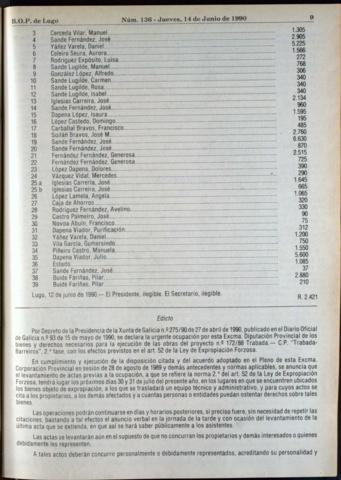 B.O.P. de Lugo Núm. 136 - Jueves, 14 de Junio de 1990 9
3 Cerceda Vilar, Manuel 1.305
4 Sande Fernández, José 2.905
5 Yáñez Varela, Daniel 5.225
6 Coleira Seura, Aurora 1.566
7 Rodríguez Expósito, Luisa 272
8 Sande Lugilde, Manuel 768
9 González López, Alfredo 306
10 Sande Lugilde, Carmen 340
11 Sande Lugilde, Rosa 340
12 Sande Lugilde, Isabel 340
13 Iglesias Carreira, José 2.134
14 Sande Fernández, José 960
15 Dapena López, Isaura 1.595
16 López Castedo, Domingo 195
17 Carballal Bravos, Francisco 485
18 Soilán Bravos, José M. 2.760
19 Sande Fernández, José 6.630
20 Sande Fernández, José 870
21 Fernández Fernández, Generosa 2.515
22 Fernández Fernández, Generosa 725
23 López Dapena, Dolores 390
24 Vázquez Vidal, Mercedes 290
25 a Iglesias Carreria, José 1.645
25 b Iglesias Carreira, José 665
26 López Lamela, Angela 1.065
27 Caja de Ahorros 320
28 Rodríguez Fernández, Avelino 330
29 Castro Palmeiro, José 90
30 Novoa Abuín, Francisco 75
31 Dapena Viador, Purificación 312
32 Yáñez Varela, Daniel 1.200
33 Vila García, Gumersindo 750
34 Piñeiro Castro, Manuela 1.550
35 Dapena Viador, Julio 5.600
36 Estado 1.085
37 Sande Fernández, José 37
38 Buide Fariñas, Pilar 2.880
39 Buide Fariñas, Pilar 210
Lugo, 12 de junio de 1990.— El Presidente, ilegible. El Secretario, ilegible. R. 2.421
Edicto
Por Decreto de la Presidencia de la Xunta de Galicia n.º 275/90 de 27 de abril de 1990, publicado en el Diario Oficial
de Galicia n.º 93 de 15 de mayo de 1990, se declara la urgente ocupación por esta Excma. Diputación Provincial de los
bienes y derechos necesarios para la ejecución de las obras del proyecto n.º 172/88 Trabada.— C.P. "Trabada-
Barreiros", 2.ª fase, con los efectos previstos en el art. 52 de la Ley de Expropiación Forzosa.
En cumplimiento y ejecución de la disposición citada y del acuerdo adoptado en el Pleno de esta Excma.
Corporación Provincial en sesión de 28 de agosto de 1989 y demás antecedentes y normas aplicables, se anuncia que
el levantamiento de actas previas a la ocupación, a que se refiere la norma 2.ª del art. 52 de la Ley de Expropiación
Forzosa, tendrá lugar los próximos días 30 y 31 de julio del presente año, en los lugares en que se encuentren ubicados
los bienes objeto de expropiación, a los que se trasladará un equipo técnico y administrativo, y para cuyos actos se
cita a los propietarios, a los demás afectados y a cuantas personas o entidades puedan ostentar derechos sobre tales
bienes.
Las operaciones podrán continuarse en días y horarios posteriores, si preciso fuera, sin necesidad de repetir las
citaciones, bastando a tal efecto el anuncio verbal en la jornada de la tarde y con ocasión del levantamiento de la
última acta que se extienda, en que así se hará saber públicamente a los asistentes.
Las actas se levantarán aún en el supuesto de que no concurran los propietarios y demás interesados o quienes
debidamente les representen.
A tales actos deberán concurrir personalmente o debidamente representados, acreditando su personalidad y